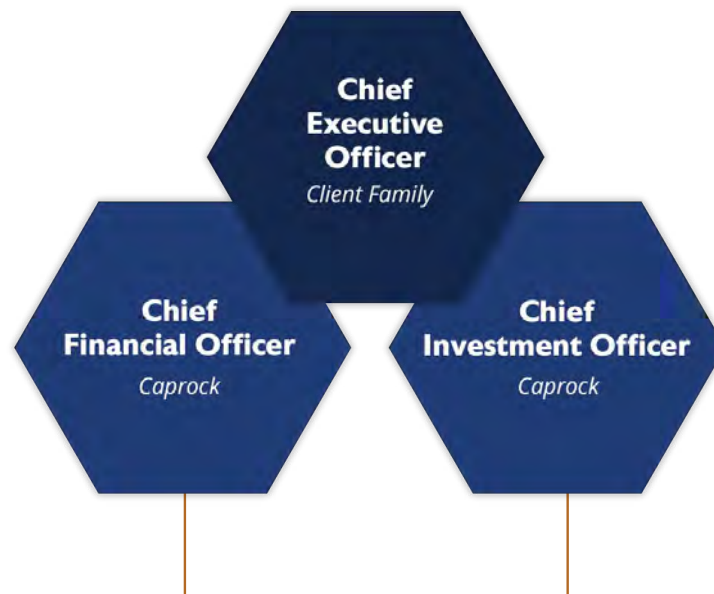 Chief
Executive
Officer
Client Family
Chief
Financial Officer
Caprock
Chief
Investment Officer
Caprock